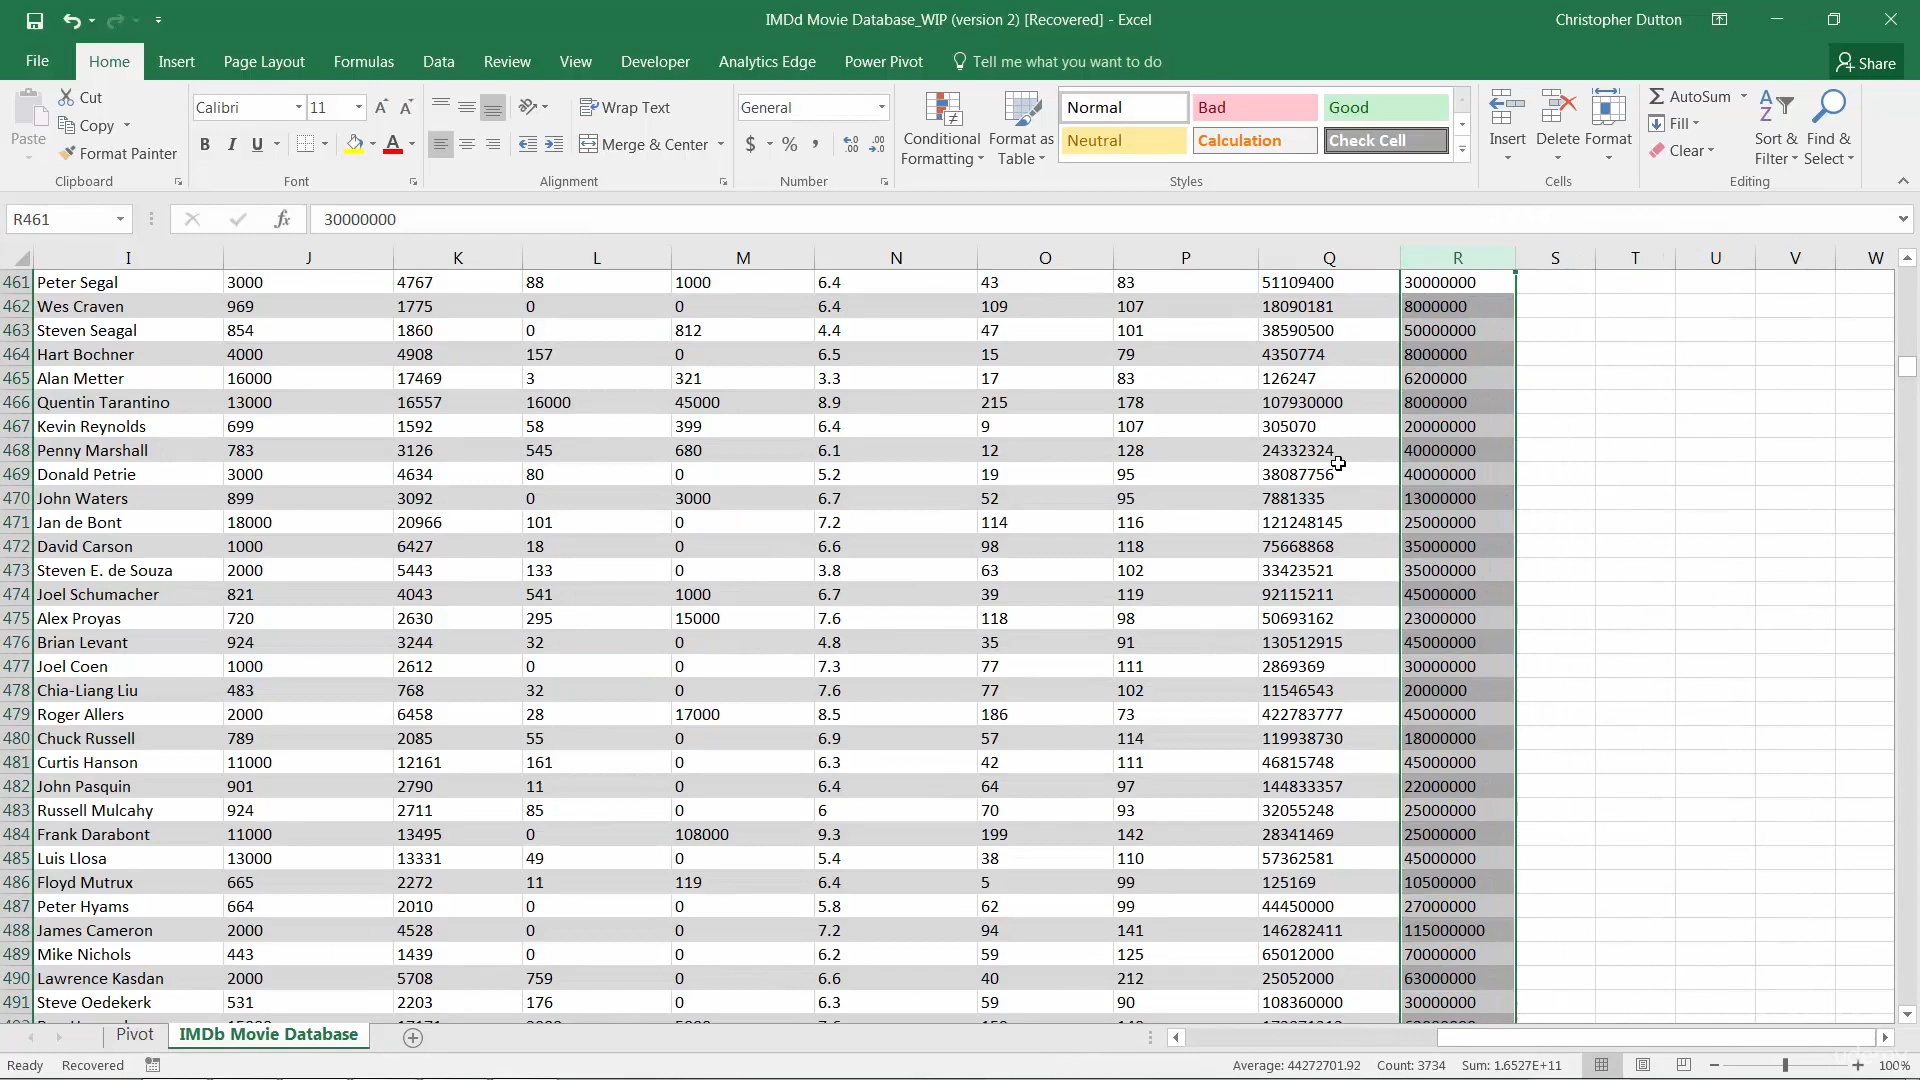 IMDd Movie Database_WIP (version 2) [Recovered] - Excel
Christopher Dutton
File Home Insert Page Layout Formulas Data Review View Developer Analytics Edge Power Pivot Tell me what you want to do Share
Paste
Cut
Copy
Format Painter
Clipboard
Calibri 11
B I U
Font
Wrap Text
Merge & Center
Alignment
General
$ %
Number
Conditional Formatting
Format as Table
Normal Bad Good
Neutral Calculation Check Cell
Styles
Insert Delete Format
Cells
AutoSum
Fill
Clear
Sort & Filter
Find & Select
Editing
R461 fx 30000000
I J K L M N O P Q R S T U V W
461 Peter Segal 3000 4767 88 1000 6.4 43 83 51109400 30000000
462 Wes Craven 969 1775 0 0 6.4 109 107 18090181 8000000
463 Steven Seagal 854 1860 0 812 4.4 47 101 38590500 50000000
464 Hart Bochner 4000 4908 157 0 6.5 15 79 4350774 8000000
465 Alan Metter 16000 17469 3 321 3.3 17 83 126247 6200000
466 Quentin Tarantino 13000 16557 16000 45000 8.9 215 178 107930000 8000000
467 Kevin Reynolds 699 1592 58 399 6.4 9 107 305070 20000000
468 Penny Marshall 783 3126 545 680 6.1 12 128 24332324 40000000
469 Donald Petrie 3000 4634 80 0 5.2 19 95 38087756 40000000
470 John Waters 899 3092 0 3000 6.7 52 95 7881335 13000000
471 Jan de Bont 18000 20966 101 0 7.2 114 116 121248145 25000000
472 David Carson 1000 6427 18 0 6.6 98 118 75668868 35000000
473 Steven E. de Souza 2000 5443 133 0 3.8 63 102 33423521 35000000
474 Joel Schumacher 821 4043 541 1000 6.7 39 119 92115211 45000000
475 Alex Proyas 720 2630 295 15000 7.6 118 98 50693162 23000000
476 Brian Levant 924 3244 32 0 4.8 35 91 130512915 45000000
477 Joel Coen 1000 2612 0 0 7.3 77 111 2869369 30000000
478 Chia-Liang Liu 483 768 32 0 7.6 77 102 11546543 2000000
479 Roger Allers 2000 6458 28 17000 8.5 186 73 422783777 45000000
480 Chuck Russell 789 2085 55 0 6.9 57 114 119938730 18000000
481 Curtis Hanson 11000 12161 161 0 6.3 42 111 46815748 45000000
482 John Pasquin 901 2790 11 0 6.4 64 97 144833357 22000000
483 Russell Mulcahy 924 2711 85 0 6 70 93 32055248 25000000
484 Frank Darabont 11000 13495 0 108000 9.3 199 142 28341469 25000000
485 Luis Llosa 13000 13331 49 0 5.4 38 110 57362581 45000000
486 Floyd Mutrux 665 2272 11 119 6.4 5 99 125169 10500000
487 Peter Hyams 664 2010 0 0 5.8 62 99 44450000 27000000
488 James Cameron 2000 4528 0 0 7.2 94 141 146282411 115000000
489 Mike Nichols 443 1439 0 0 6.2 59 125 65012000 70000000
490 Lawrence Kasdan 2000 5708 759 0 6.6 40 212 25052000 63000000
491 Steve Oedekerk 531 2203 176 0 6.3 59 90 108360000 30000000
Pivot IMDb Movie Database
Ready Recovered Average: 44272701.92 Count: 3734 Sum: 1.6527E+11 100%